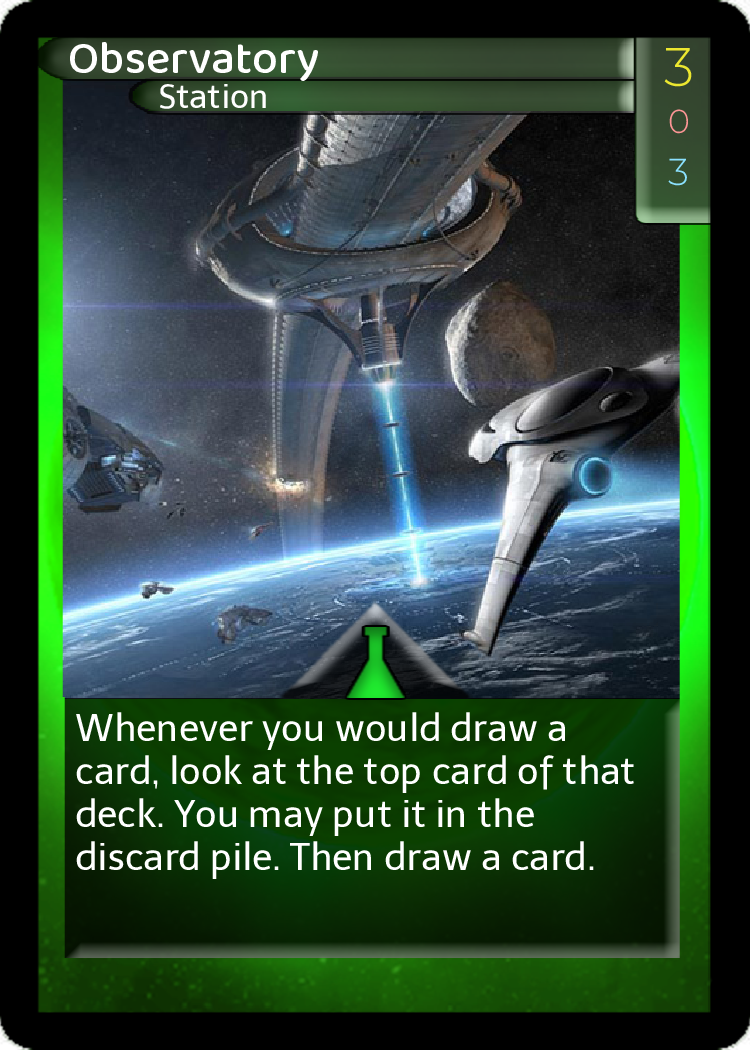 Observatory
Station
3
0
3
Whenever you would draw a
card, look at the top card of that
deck. You may put it in the
discard pile. Then draw a card.